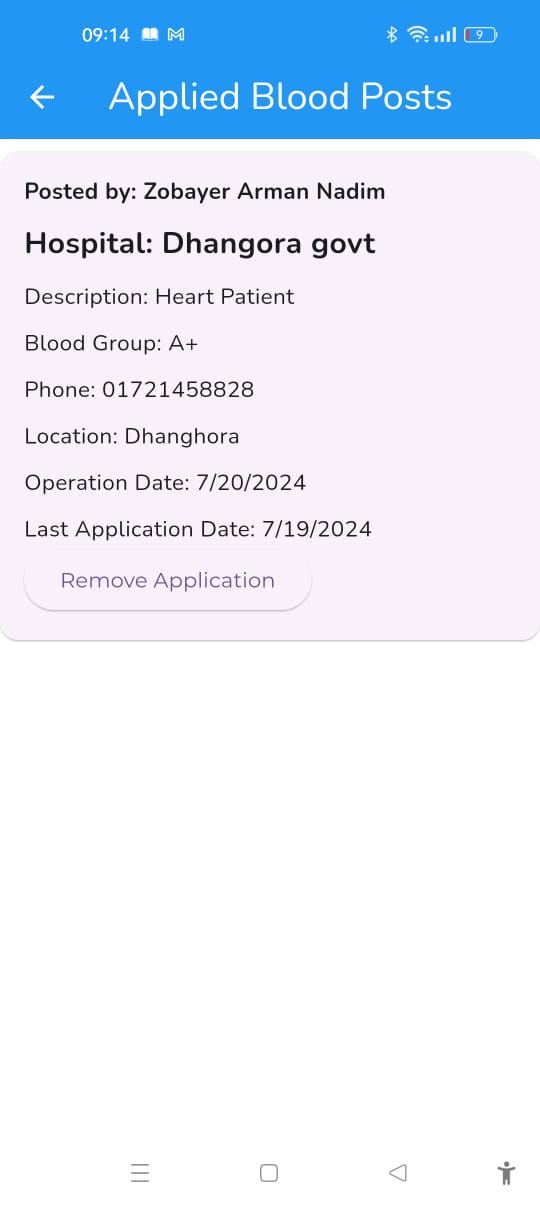 09:14
9
Applied Blood Posts
Posted by: Zobayer Arman Nadim
Hospital: Dhangora govt
Description: Heart Patient
Blood Group: A+
Phone: 01721458828
Location: Dhanghora
Operation Date: 7/20/2024
Last Application Date: 7/19/2024
Remove Application